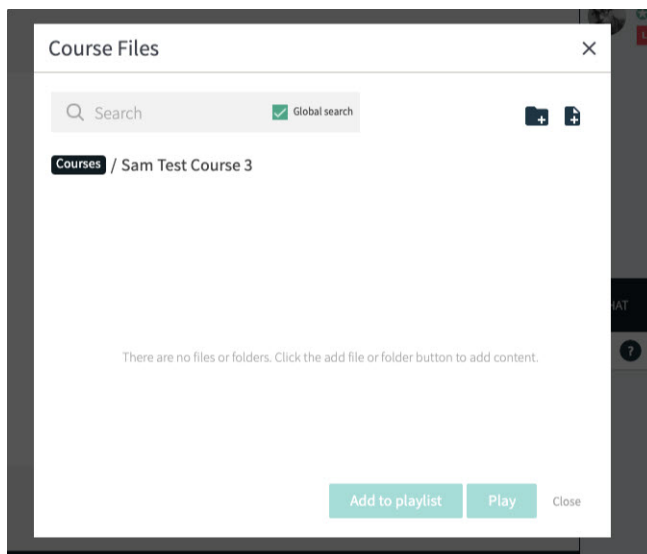 Course Files
Search
Global search
Courses / Sam Test Course 3
HAT
?
There are no files or folders. Click the add file or folder button to add content.
Add to playlist
Play
Close